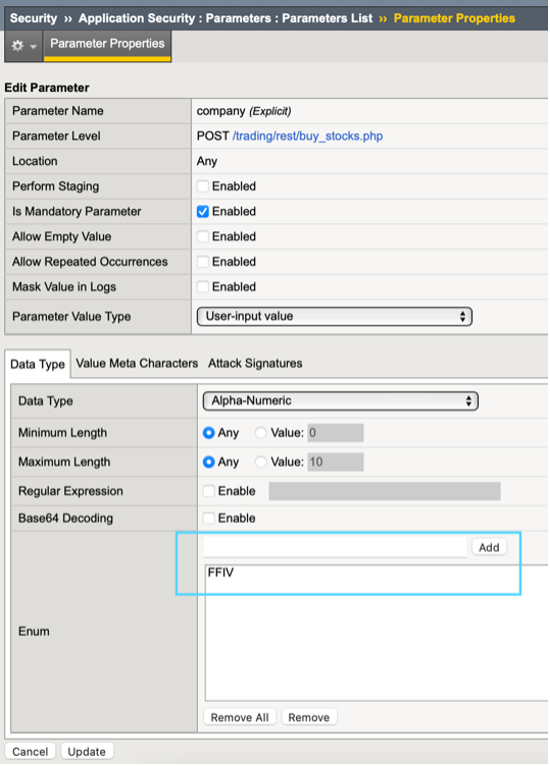 Security ›› Application Security : Parameters : Parameters List ›› Parameter Properties
Parameter Properties
Edit Parameter
Parameter Name company (Explicit)
Parameter Level POST /trading/rest/buy_stocks.php
Location Any
Perform Staging Enabled
Is Mandatory Parameter Enabled
Allow Empty Value Enabled
Allow Repeated Occurrences Enabled
Mask Value in Logs Enabled
Parameter Value Type User-input value
Data Type Value Meta Characters Attack Signatures
Data Type Alpha-Numeric
Minimum Length Any Value: 0
Maximum Length Any Value: 10
Regular Expression Enable
Base64 Decoding Enable
Add
FFIV
Enum
Remove All Remove
Cancel Update